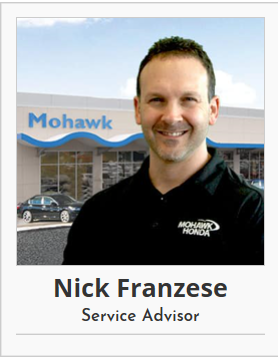 Mohawk
MOHAWK
HONDA
Nick Franzese
Service Advisor